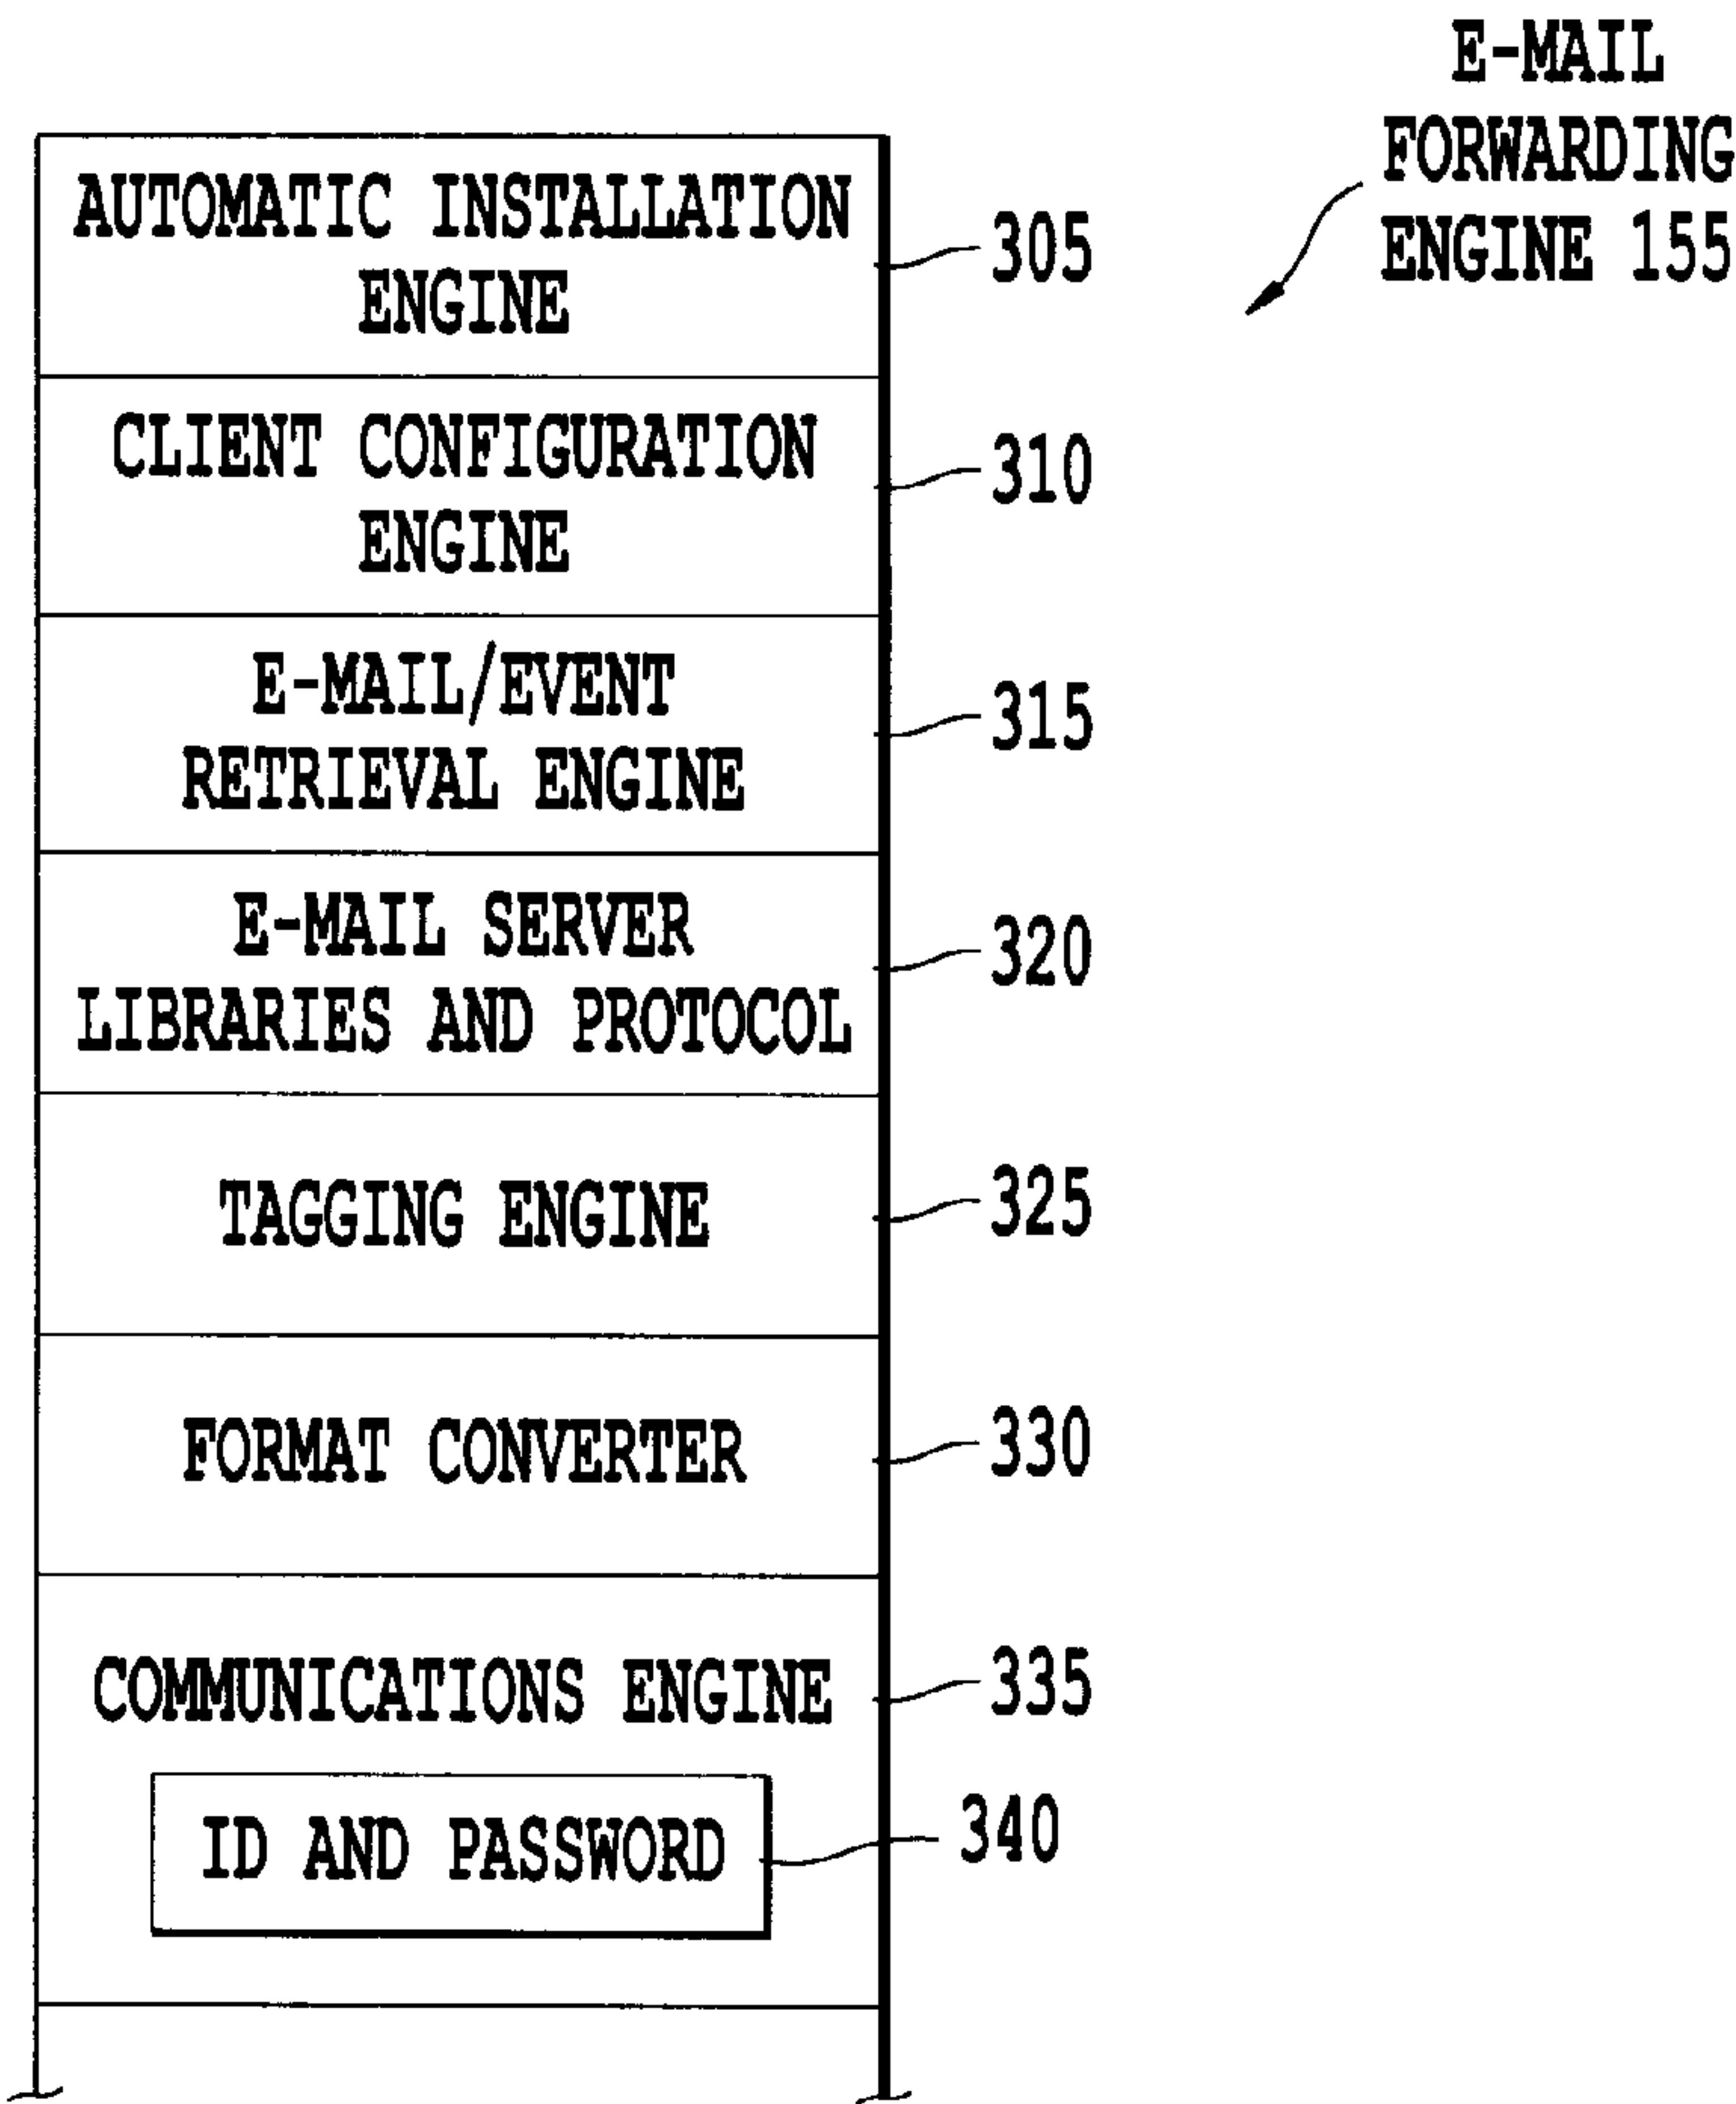 E-MAIL
FORWARDING
ENGINE 155
AUTOMATIC INSTALLATION
ENGINE
305
CLIENT CONFIGURATION
ENGINE
310
E-MAIL/EVENT
RETRIEVAL ENGINE
315
E-MAIL SERVER
LIBRARIES AND PROTOCOL
320
TAGGING ENGINE
325
FORMAT CONVERTER
330
COMMUNICATIONS ENGINE
335
ID AND PASSWORD
340